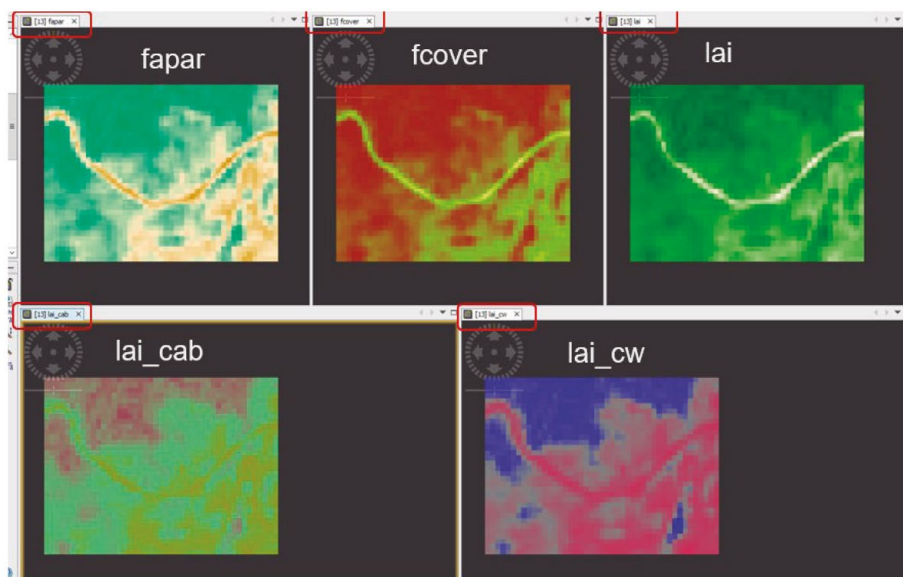 [13] fapar
[13] fcover
[13] lai
fapar
fcover
lai
[13] lai_cab
[13] lai_cw
lai_cab
lai_cw